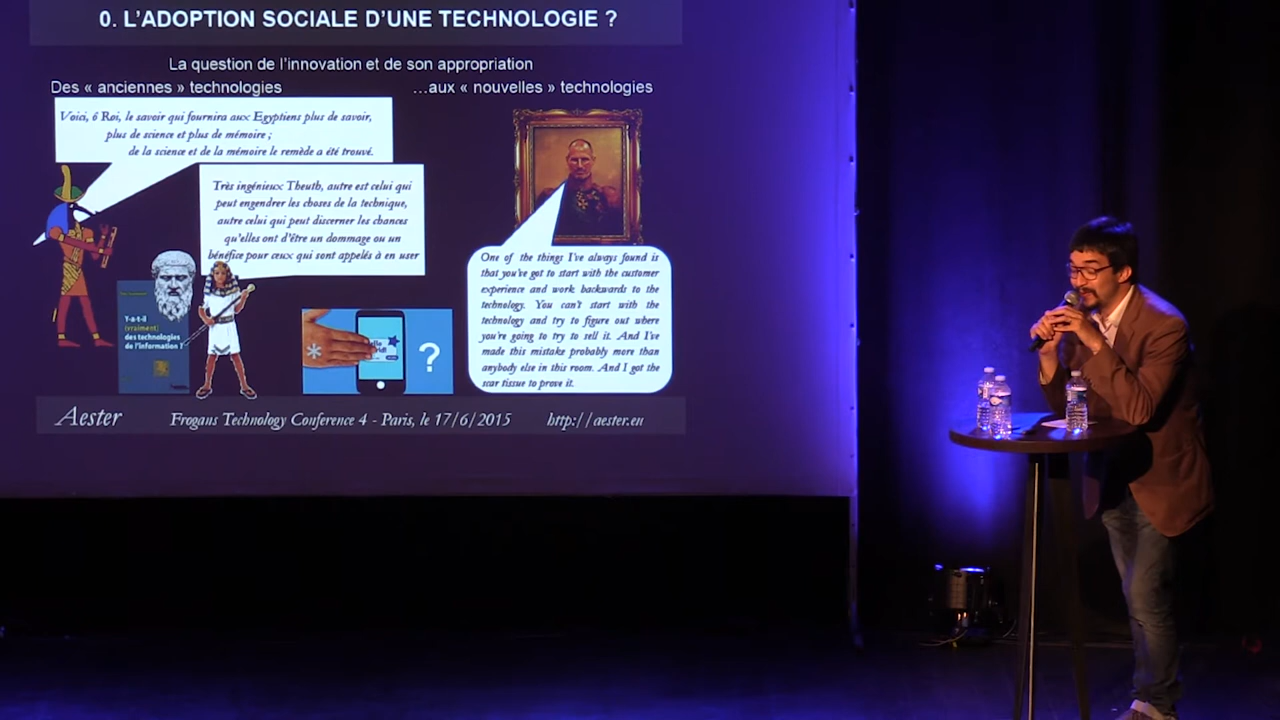 0. L'ADOPTION SOCIALE D'UNE TECHNOLOGIE ?
La question de l'innovation et de son appropriation
Des « anciennes » technologies
...aux « nouvelles » technologies
Voici, ô Roi, le savoir qui fournira aux Egyptiens plus de savoir,
plus de science et plus de mémoire ;
de la science et de la mémoire le remède a été trouvé.
Très ingénieux Theuth, autre est celui qui
peut engendrer les choses de la technique,
autre celui qui peut discerner les chances
qu'elles ont d'être un dommage ou un
bénéfice pour ceux qui sont appelés à en user
Y-a-t-il
(vraiment)
des technologies
de l'information ?
*
?
One of the things I've always found is
that you've got to start with the customer
experience and work backwards to the
technology. You can't start with the
technology and try to figure out where
you're going to try to sell it. And I've
made this mistake probably more than
anybody else in this room. And I got the
scar tissue to prove it.
Aester
Frogans Technology Conference 4 - Paris, le 17/6/2015
http://aester.eu